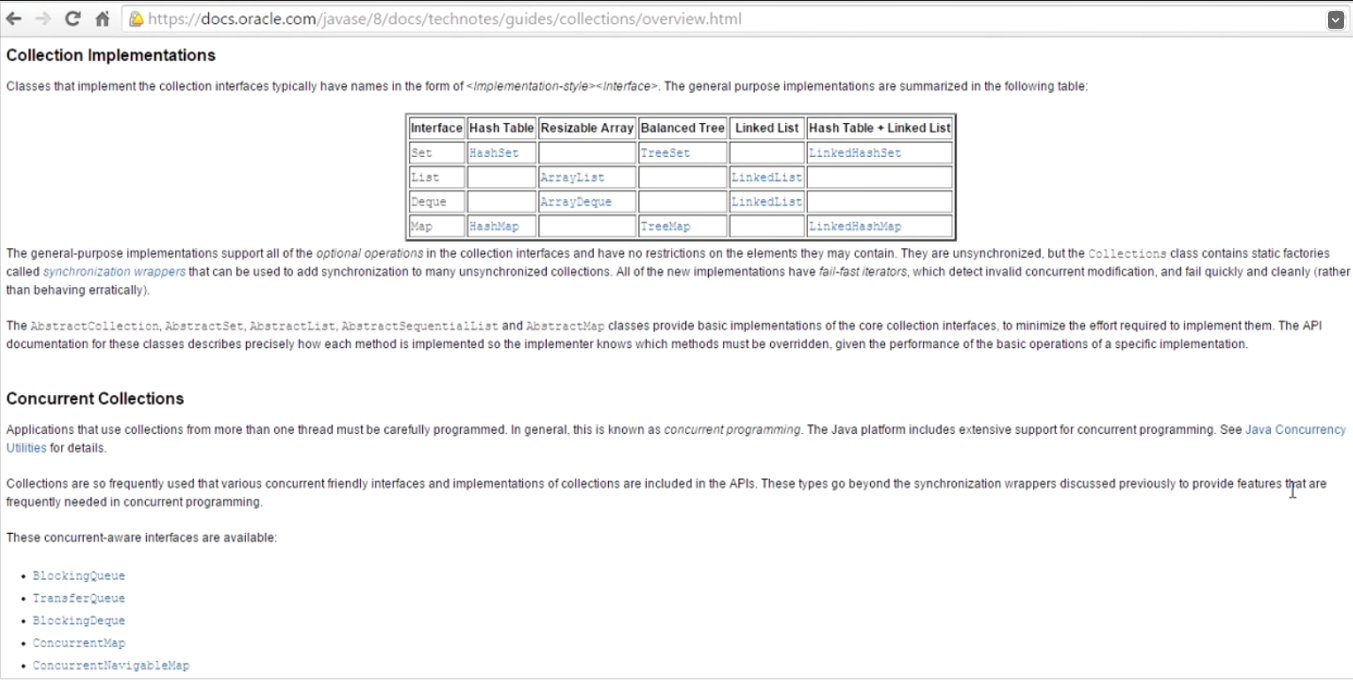 https://docs.oracle.com/javase/8/docs/technotes/guides/collections/overview.html
Collection Implementations
Classes that implement the collection interfaces typically have names in the form of <Implementation-style><Interface>. The general purpose implementations are summarized in the following table:
Interface Hash Table Resizable Array Balanced Tree Linked List Hash Table + Linked List
Set HashSet TreeSet LinkedHashSet
List ArrayList LinkedList
Deque ArrayDeque LinkedList
Map HashMap TreeMap LinkedHashMap
The general-purpose implementations support all of the optional operations in the collection interfaces and have no restrictions on the elements they may contain. They are unsynchronized, but the Collections class contains static factories
called synchronization wrappers that can be used to add synchronization to many unsynchronized collections. All of the new implementations have fail-fast iterators, which detect invalid concurrent modification, and fail quickly and cleanly (rather
than behaving erratically).
The AbstractCollection, AbstractSet, AbstractList, AbstractSequentialList and AbstractMap classes provide basic implementations of the core collection interfaces, to minimize the effort required to implement them. The API
documentation for these classes describes precisely how each method is implemented so the implementer knows which methods must be overridden, given the performance of the basic operations of a specific implementation.
Concurrent Collections
Applications that use collections from more than one thread must be carefully programmed. In general, this is known as concurrent programming. The Java platform includes extensive support for concurrent programming. See Java Concurrency
Utilities for details.
Collections are so frequently used that various concurrent friendly interfaces and implementations of collections are included in the APIs. These types go beyond the synchronization wrappers discussed previously to provide features that are
frequently needed in concurrent programming.
These concurrent-aware interfaces are available:
• BlockingQueue
• TransferQueue
• BlockingDeque
• ConcurrentMap
• ConcurrentNavigableMap